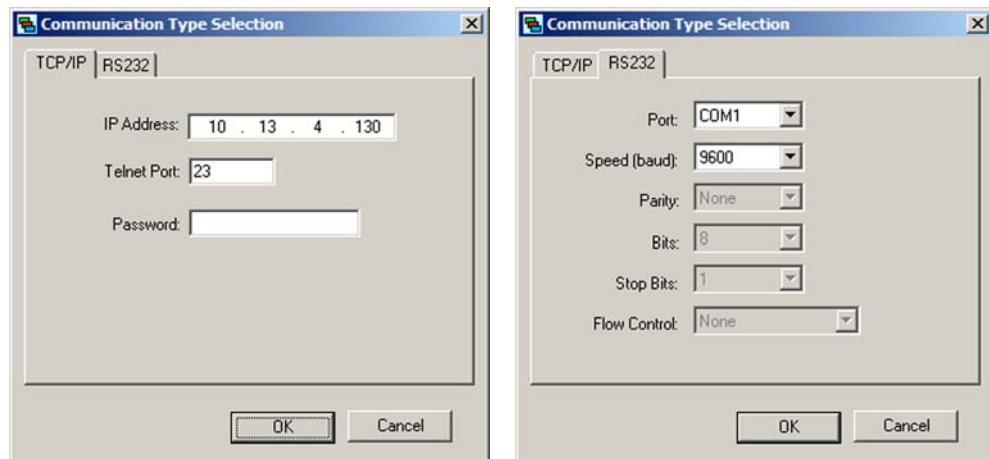 Communication Type Selection
TCP/IP RS232
IP Address: 10 . 13 . 4 . 130
Telnet Port: 23
Password:
OK Cancel
Communication Type Selection
TCP/IP RS232
Port: COM1
Speed (baud): 9600
Parity: None
Bits: 8
Stop Bits: 1
Flow Control: None
OK Cancel